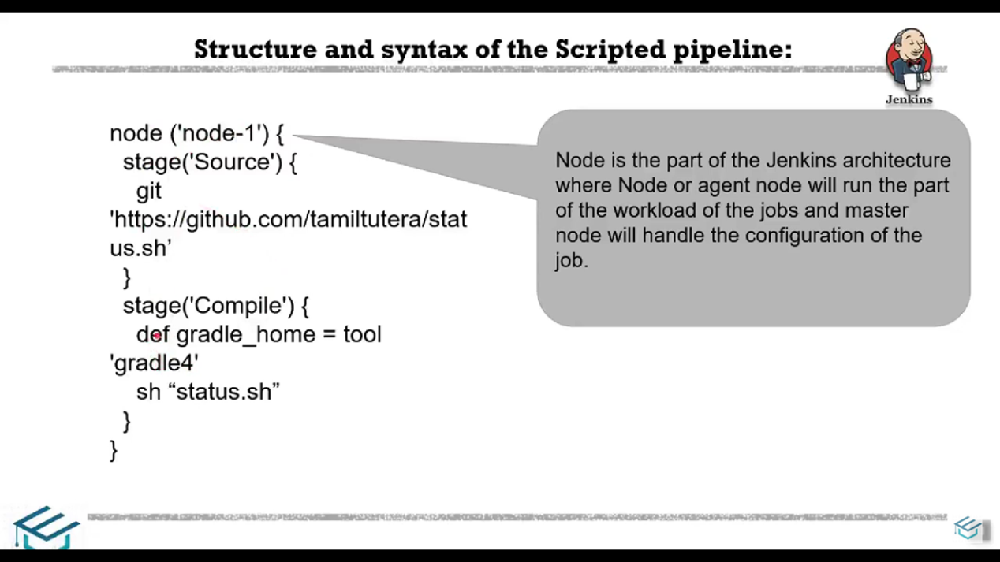 Structure and syntax of the Scripted pipeline:
Jenkins
node ('node-1') {
stage('Source') {
git
'https://github.com/tamiltutera/stat
us.sh’
}
stage('Compile') {
def gradle_home = tool
'gradle4'
sh “status.sh”
}
}
Node is the part of the Jenkins architecture
where Node or agent node will run the part
of the workload of the jobs and master
node will handle the configuration of the
job.